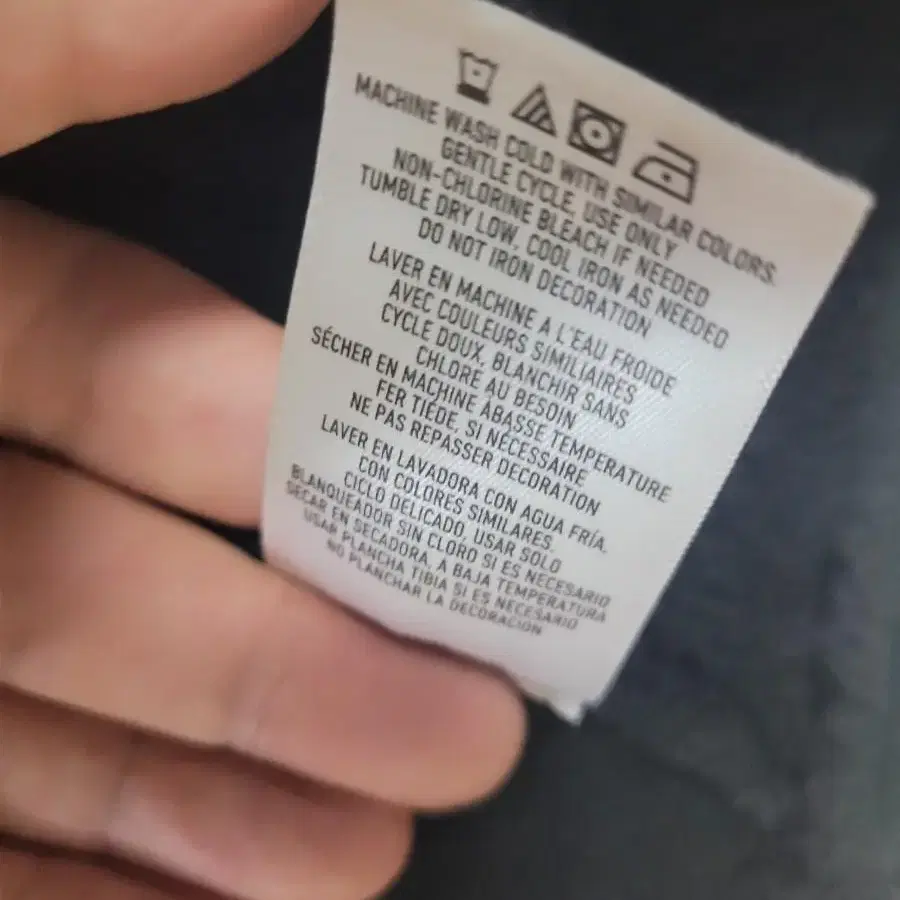 MACHINE WASH COLD WITH SIMILAR COLORS.
GENTLE CYCLE, USE ONLY
NON-CHLORINE BLEACH IF NEEDED
TUMBLE DRY LOW, COOL IRON AS NEEDED
DO NOT IRON DECORATION
LAVER EN MACHINE A L'EAU FROIDE
AVEC COULEURS SIMILIAIRES
CYCLE DOUX, BLANCHIR SANS
CHLORE AU BESOIN
SÉCHER EN MACHINE ABASSE TEMPERATURE
FER TIÉDE, SI NÉCESSAIRE
NE PAS REPASSER DECORATION
LAVER EN LAVADORA CON AGUA FRÍA,
CON COLORES SIMILARES,
CICLO DELICADO, USAR SOLO
BLANQUEADOR SIN CLORO SI ES NECESARIO
SECAR EN SECADORA, A BAJA TEMPERATURA
USAR PLANCHA TIBIA SI ES NECESARIO
NO PLANCHAR LA DECORACION